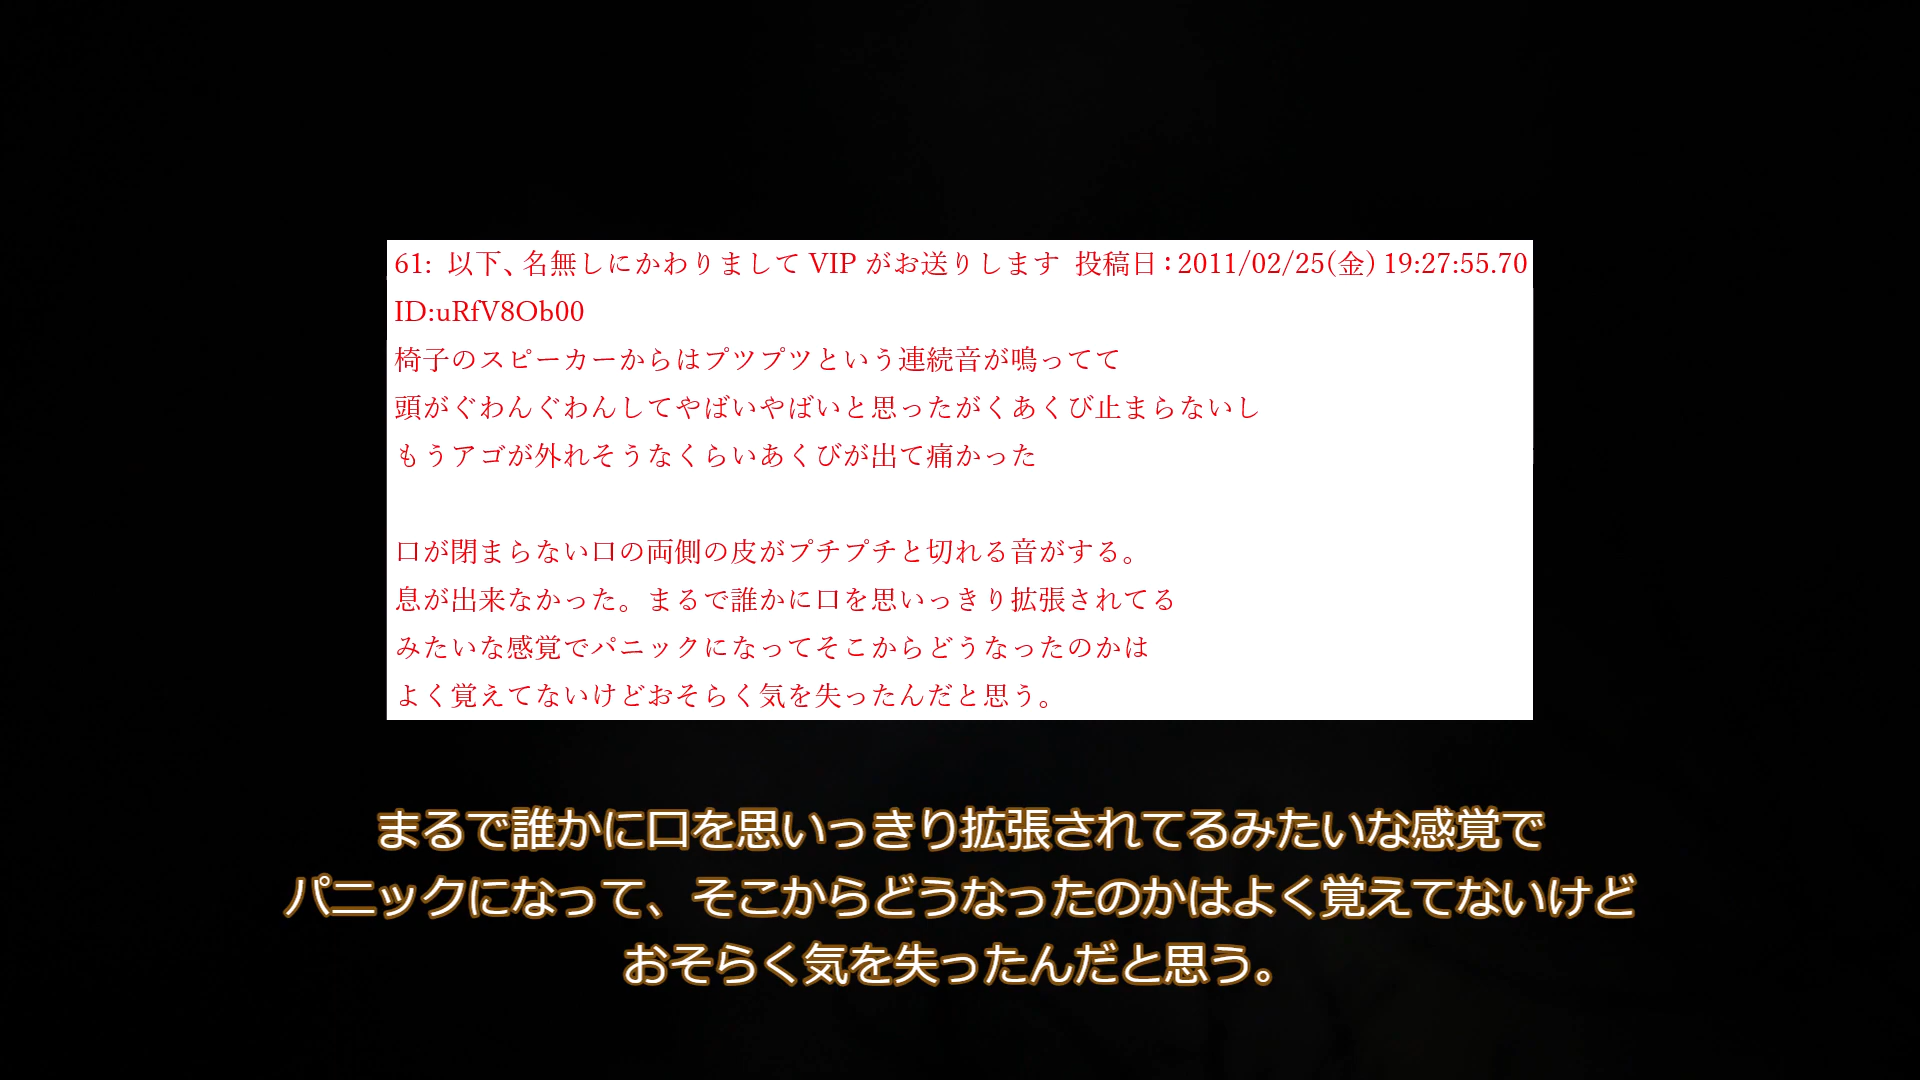 61: 以下、名無しにかわりましてVIPがお送りします 投稿日：2011/02/25(金) 19:27:55.70
ID:uRfV8Ob00
椅子のスピーカーからはプツプツという連続音が鳴ってて
頭がぐわんぐわんしてやばいやばいと思ったがくあくび止まらないし
もうアゴが外れそうなくらいあくびが出て痛かった
口が閉まらない口の両側の皮がプチプチと切れる音がする。
息が出来なかった。まるで誰かに口を思いっきり拡張されてる
みたいな感覚でパニックになってそこからどうなったのかは
よく覚えてないけどおそらく気を失ったんだと思う。
まるで誰かに口を思いっきり拡張されてるみたいな感覚で
パニックになって、そこからどうなったのかはよく覚えてないけど
おそらく気を失ったんだと思う。